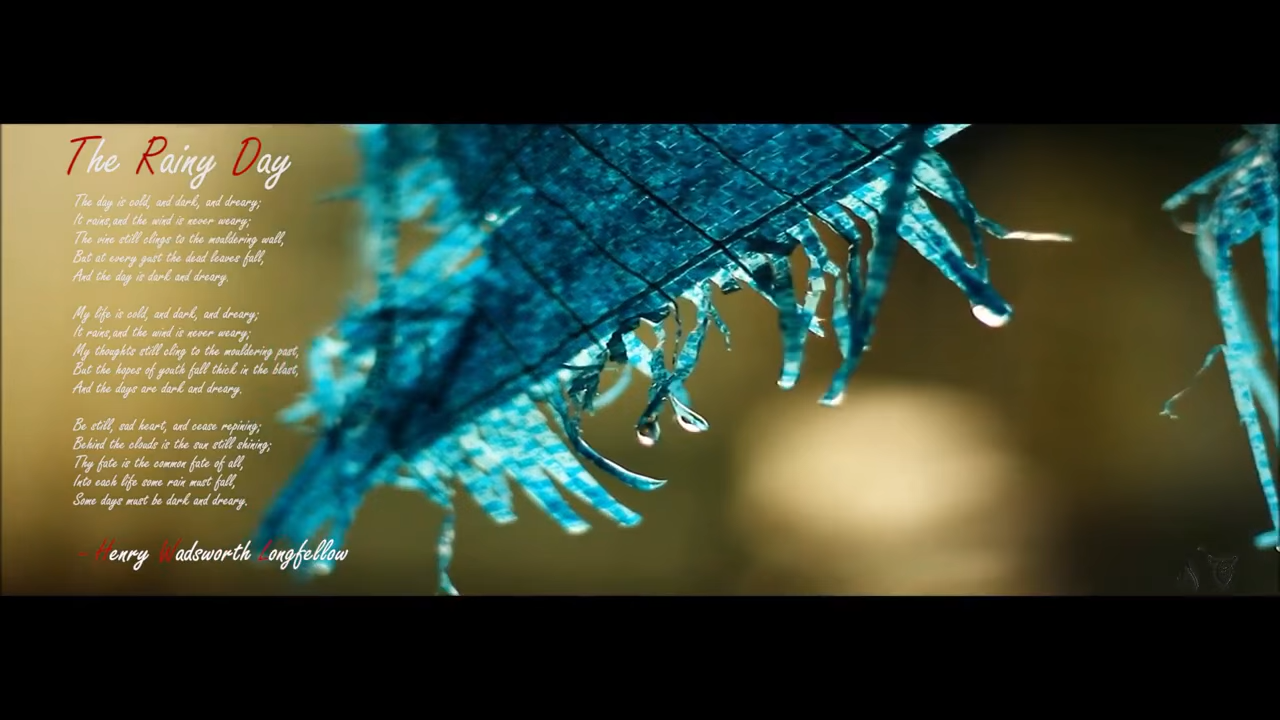 The Rainy Day
The day is cold, and dark, and dreary;
It rains,and the wind is never weary;
The vine still clings to the mouldering wall,
But at every gust the dead leaves fall,
And the day is dark and dreary.
My life is cold, and dark, and dreary;
It rains,and the wind is never weary;
My thoughts still cling to the mouldering past,
But the hopes of youth fall thick in the blast,
And the days are dark and dreary.
Be still, sad heart, and cease repining;
Behind the clouds is the sun still shining;
Thy fate is the common fate of all,
Into each life some rain must fall,
Some days must be dark and dreary.
- Henry Wadsworth Longfellow